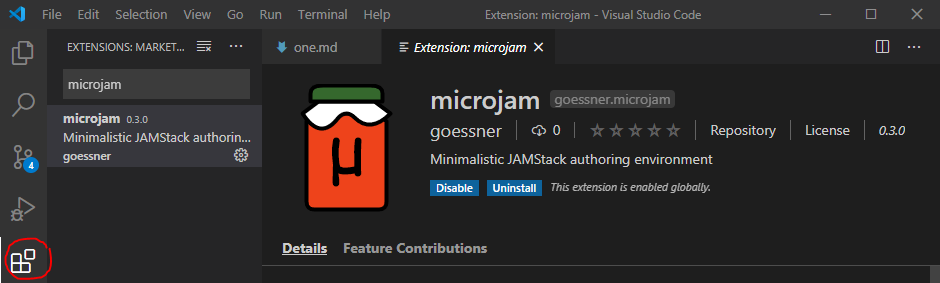 File Edit Selection View Go Run Terminal Help Extension: microjam - Visual Studio Code
EXTENSIONS: MARKET...
one.md
Extension: microjam
microjam
microjam 0.3.0
Minimalistic JAMStack authorin...
goessner
4
µ
microjam goessner.microjam
goessner 0 Repository License 0.3.0
Minimalistic JAMStack authoring environment
Disable Uninstall This extension is enabled globally.
Details Feature Contributions